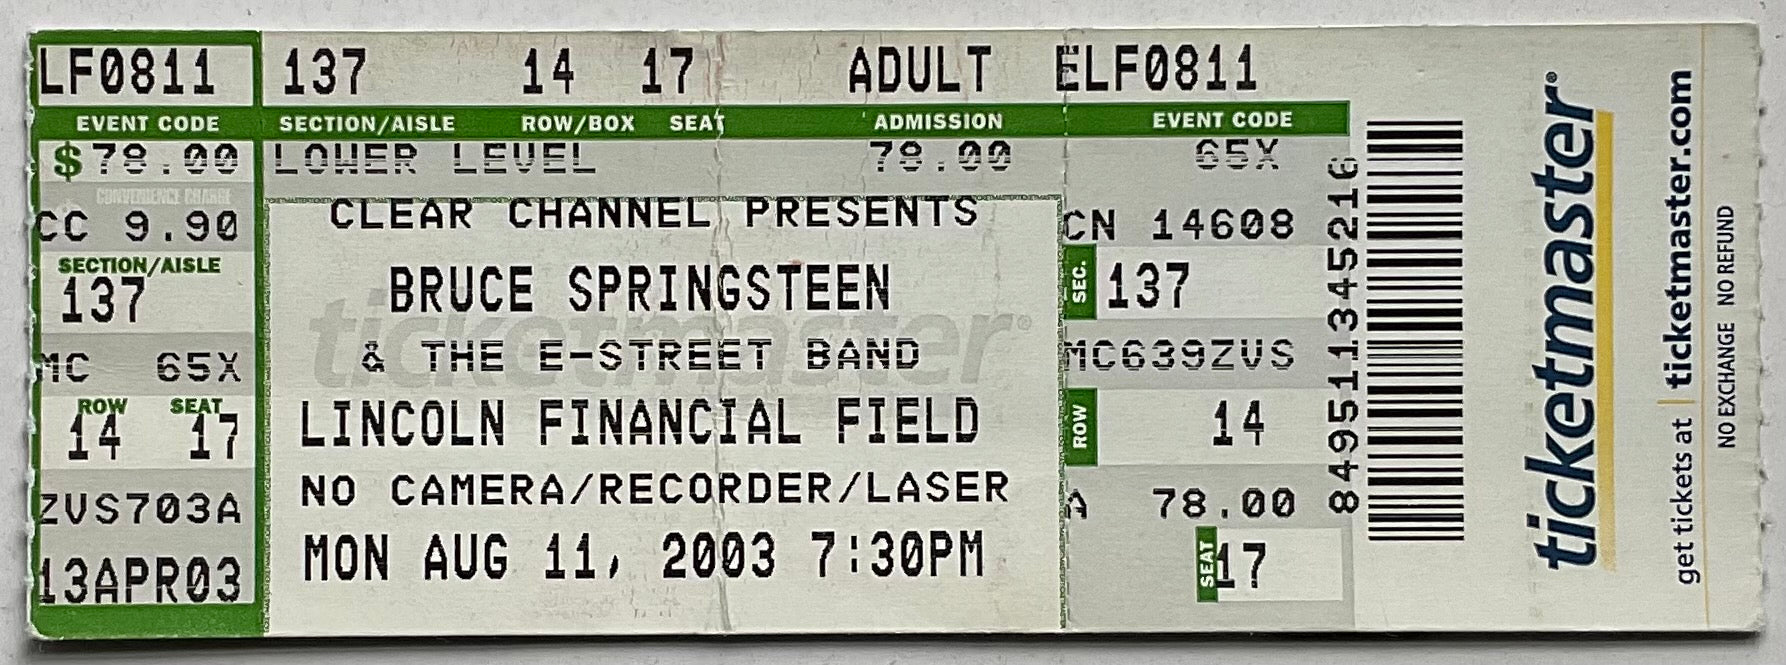 LF0811 137 14 17 ADULT ELF0811
EVENT CODE SECTION/AISLE ROW/BOX SEAT ADMISSION EVENT CODE
$78.00 LOWER LEVEL 78.00 65X
CONVENIENCE CHARGE
CC 9.90
SECTION/AISLE
137
MC 65X
ROW SEAT
14 17
ZVS703A
13APR03
CLEAR CHANNEL PRESENTS
BRUCE SPRINGSTEEN
ticketmaster®
& THE E-STREET BAND
LINCOLN FINANCIAL FIELD
NO CAMERA/RECORDER/LASER
MON AUG 11, 2003 7:30PM
CN 14608
SEC. 137
MC639ZVS
ROW 14
A 78.00
SEAT 17
849511345216
ticketmaster®
get tickets at | ticketmaster.com
NO EXCHANGE NO REFUND